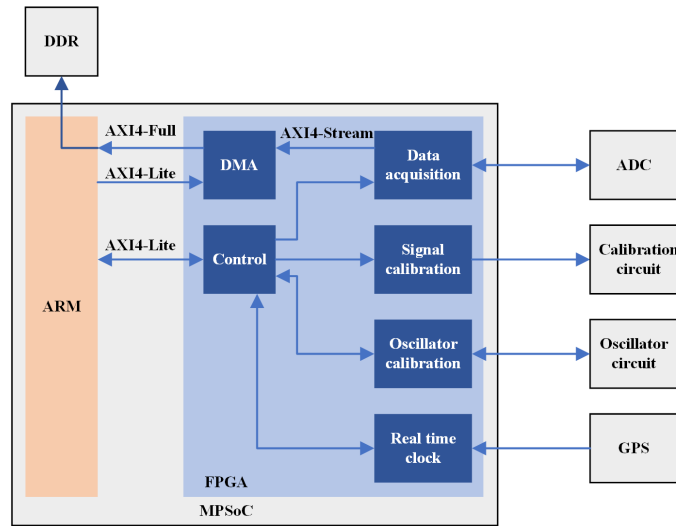 DDR
AXI4-Full
AXI4-Stream
DMA
Data
acquisition
ADC
AXI4-Lite
AXI4-Lite
Control
Signal
calibration
Calibration
circuit
ARM
Oscillator
calibration
Oscillator
circuit
Real time
clock
GPS
FPGA
MPSoC